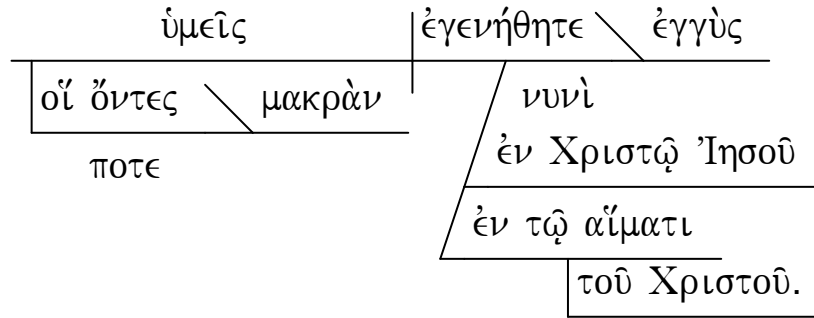 ὑμεῖς ἐγενήθητε ἐγγὺς
οἵ ὄντες μακρὰν νυνὶ
ποτε ἐν Χριστῷ Ἰησοῦ
ἐν τῷ αἵματι
τοῦ Χριστοῦ.